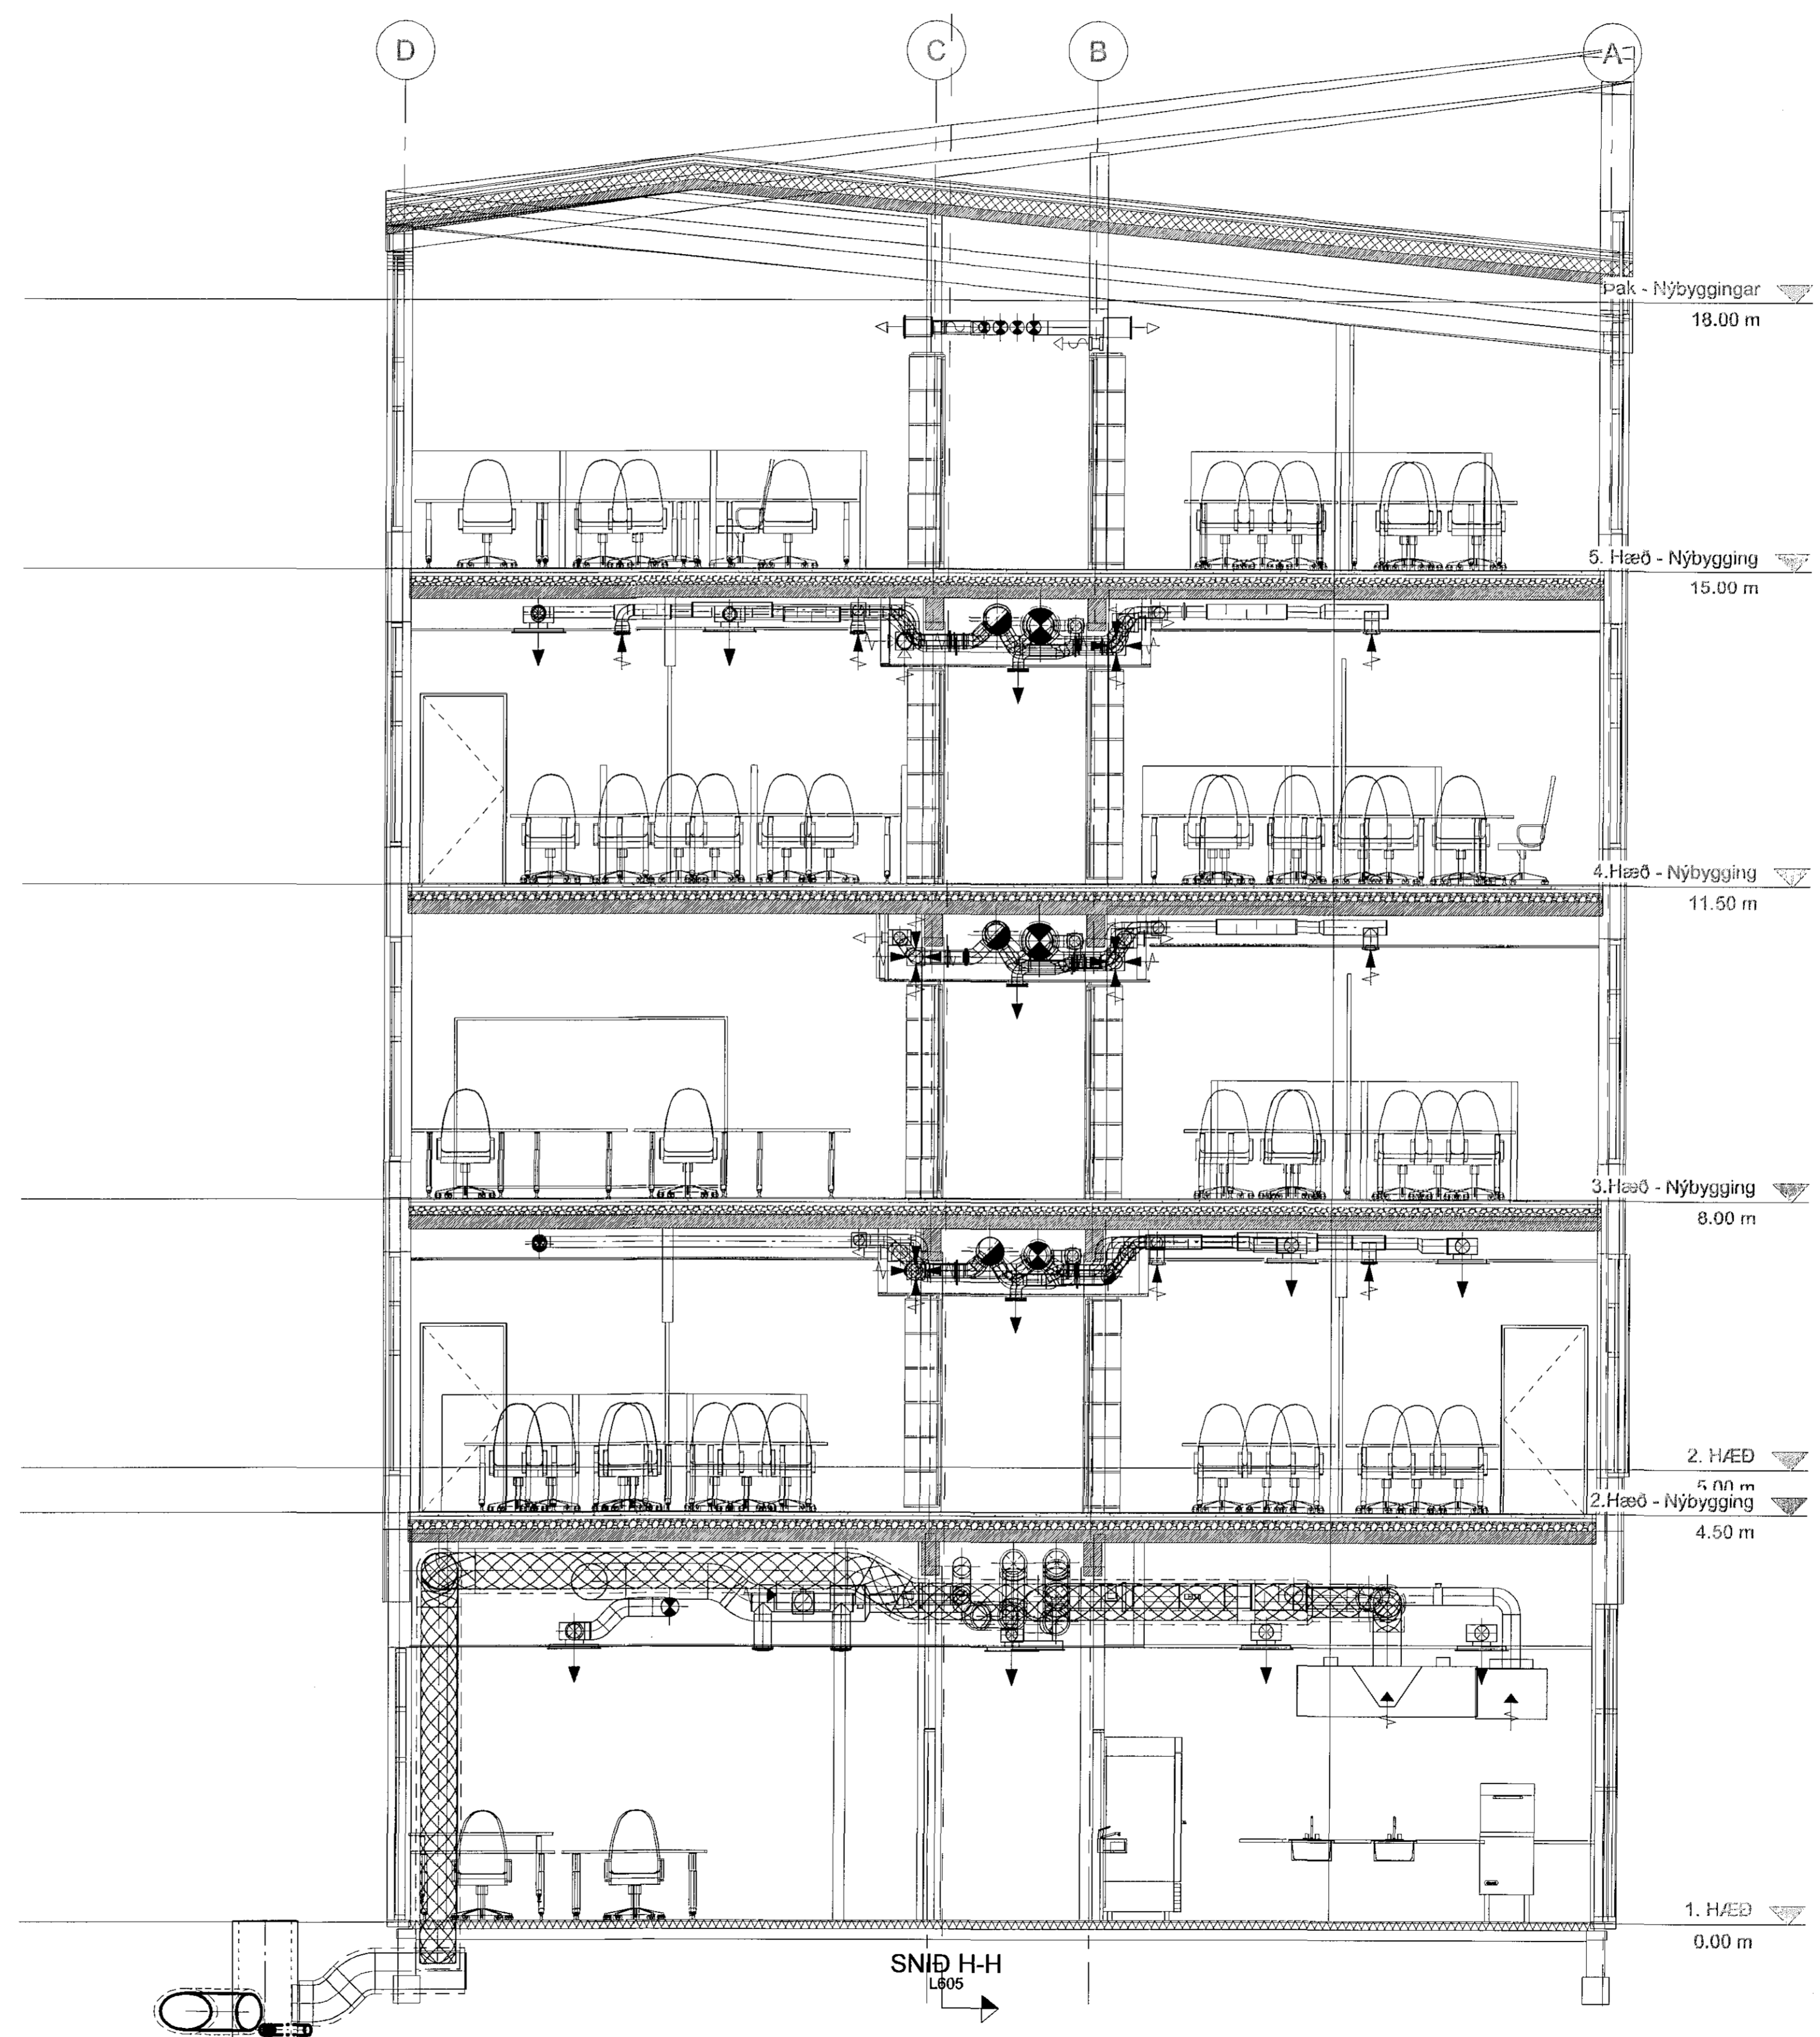 D C B A
Þak - Nýbyggingar
18.00 m
5. Hæð - Nýbygging
15.00 m
4.Hæð - Nýbygging
11.50 m
3.Hæð - Nýbygging
8.00 m
2. HÆÐ
5.00 m
2.Hæð - Nýbygging
4.50 m
1. HÆÐ
0.00 m
SNIÐ H-H
L605